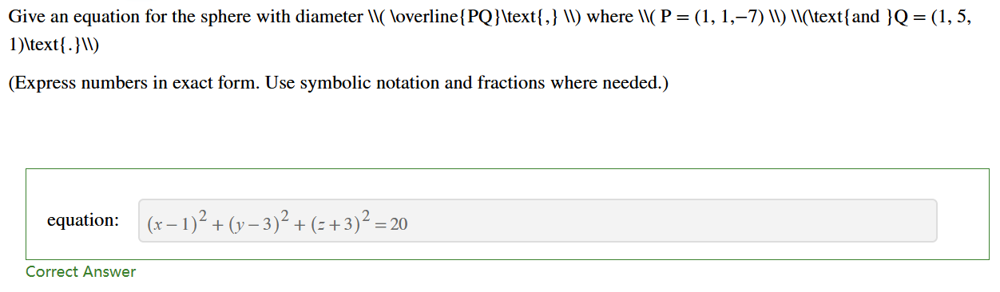 Give an equation for the sphere with diameter \\( \overline{PQ}\text{,} \\) where \\( P = (1, 1,−7) \\) \\(\text{and }Q = (1, 5,
1)\text{.}\\)
(Express numbers in exact form. Use symbolic notation and fractions where needed.)
equation: (x − 1)² + (y − 3)² + (z + 3)² = 20
Correct Answer